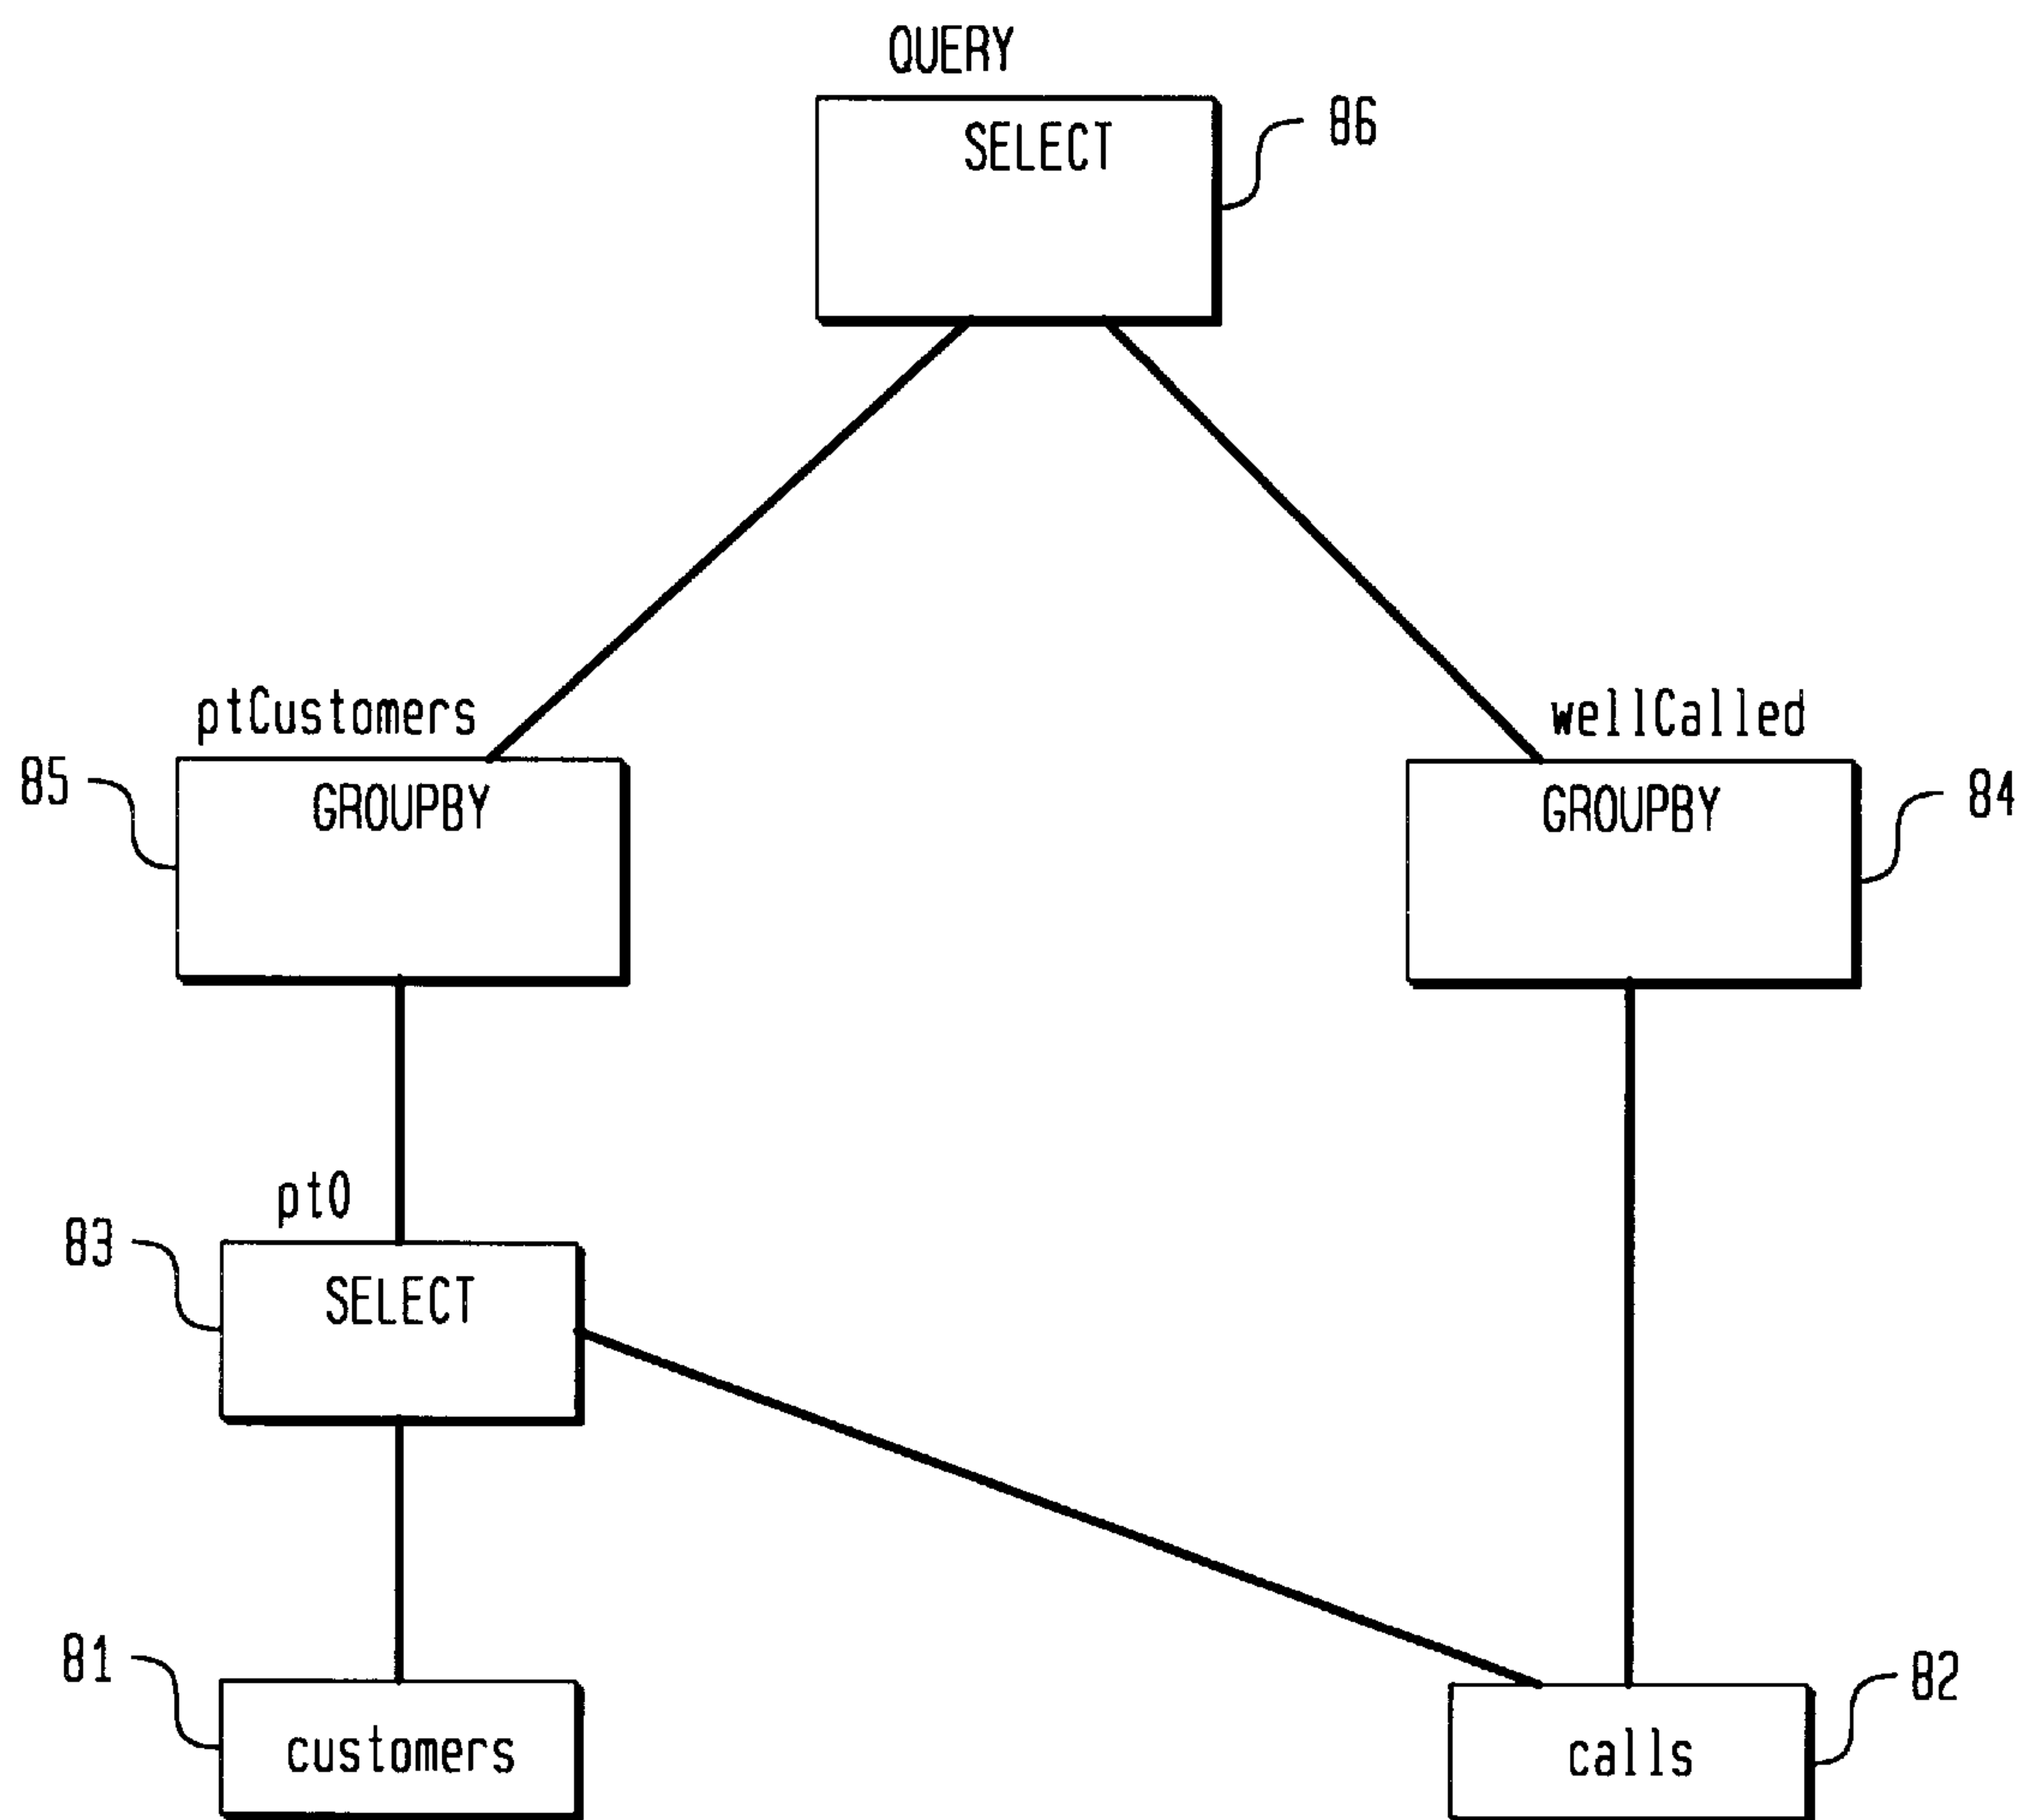 QUERY
SELECT
86
ptCustomers
wellCalled
85
GROUPBY
GROUPBY
84
pt0
83
SELECT
81
customers
82
calls